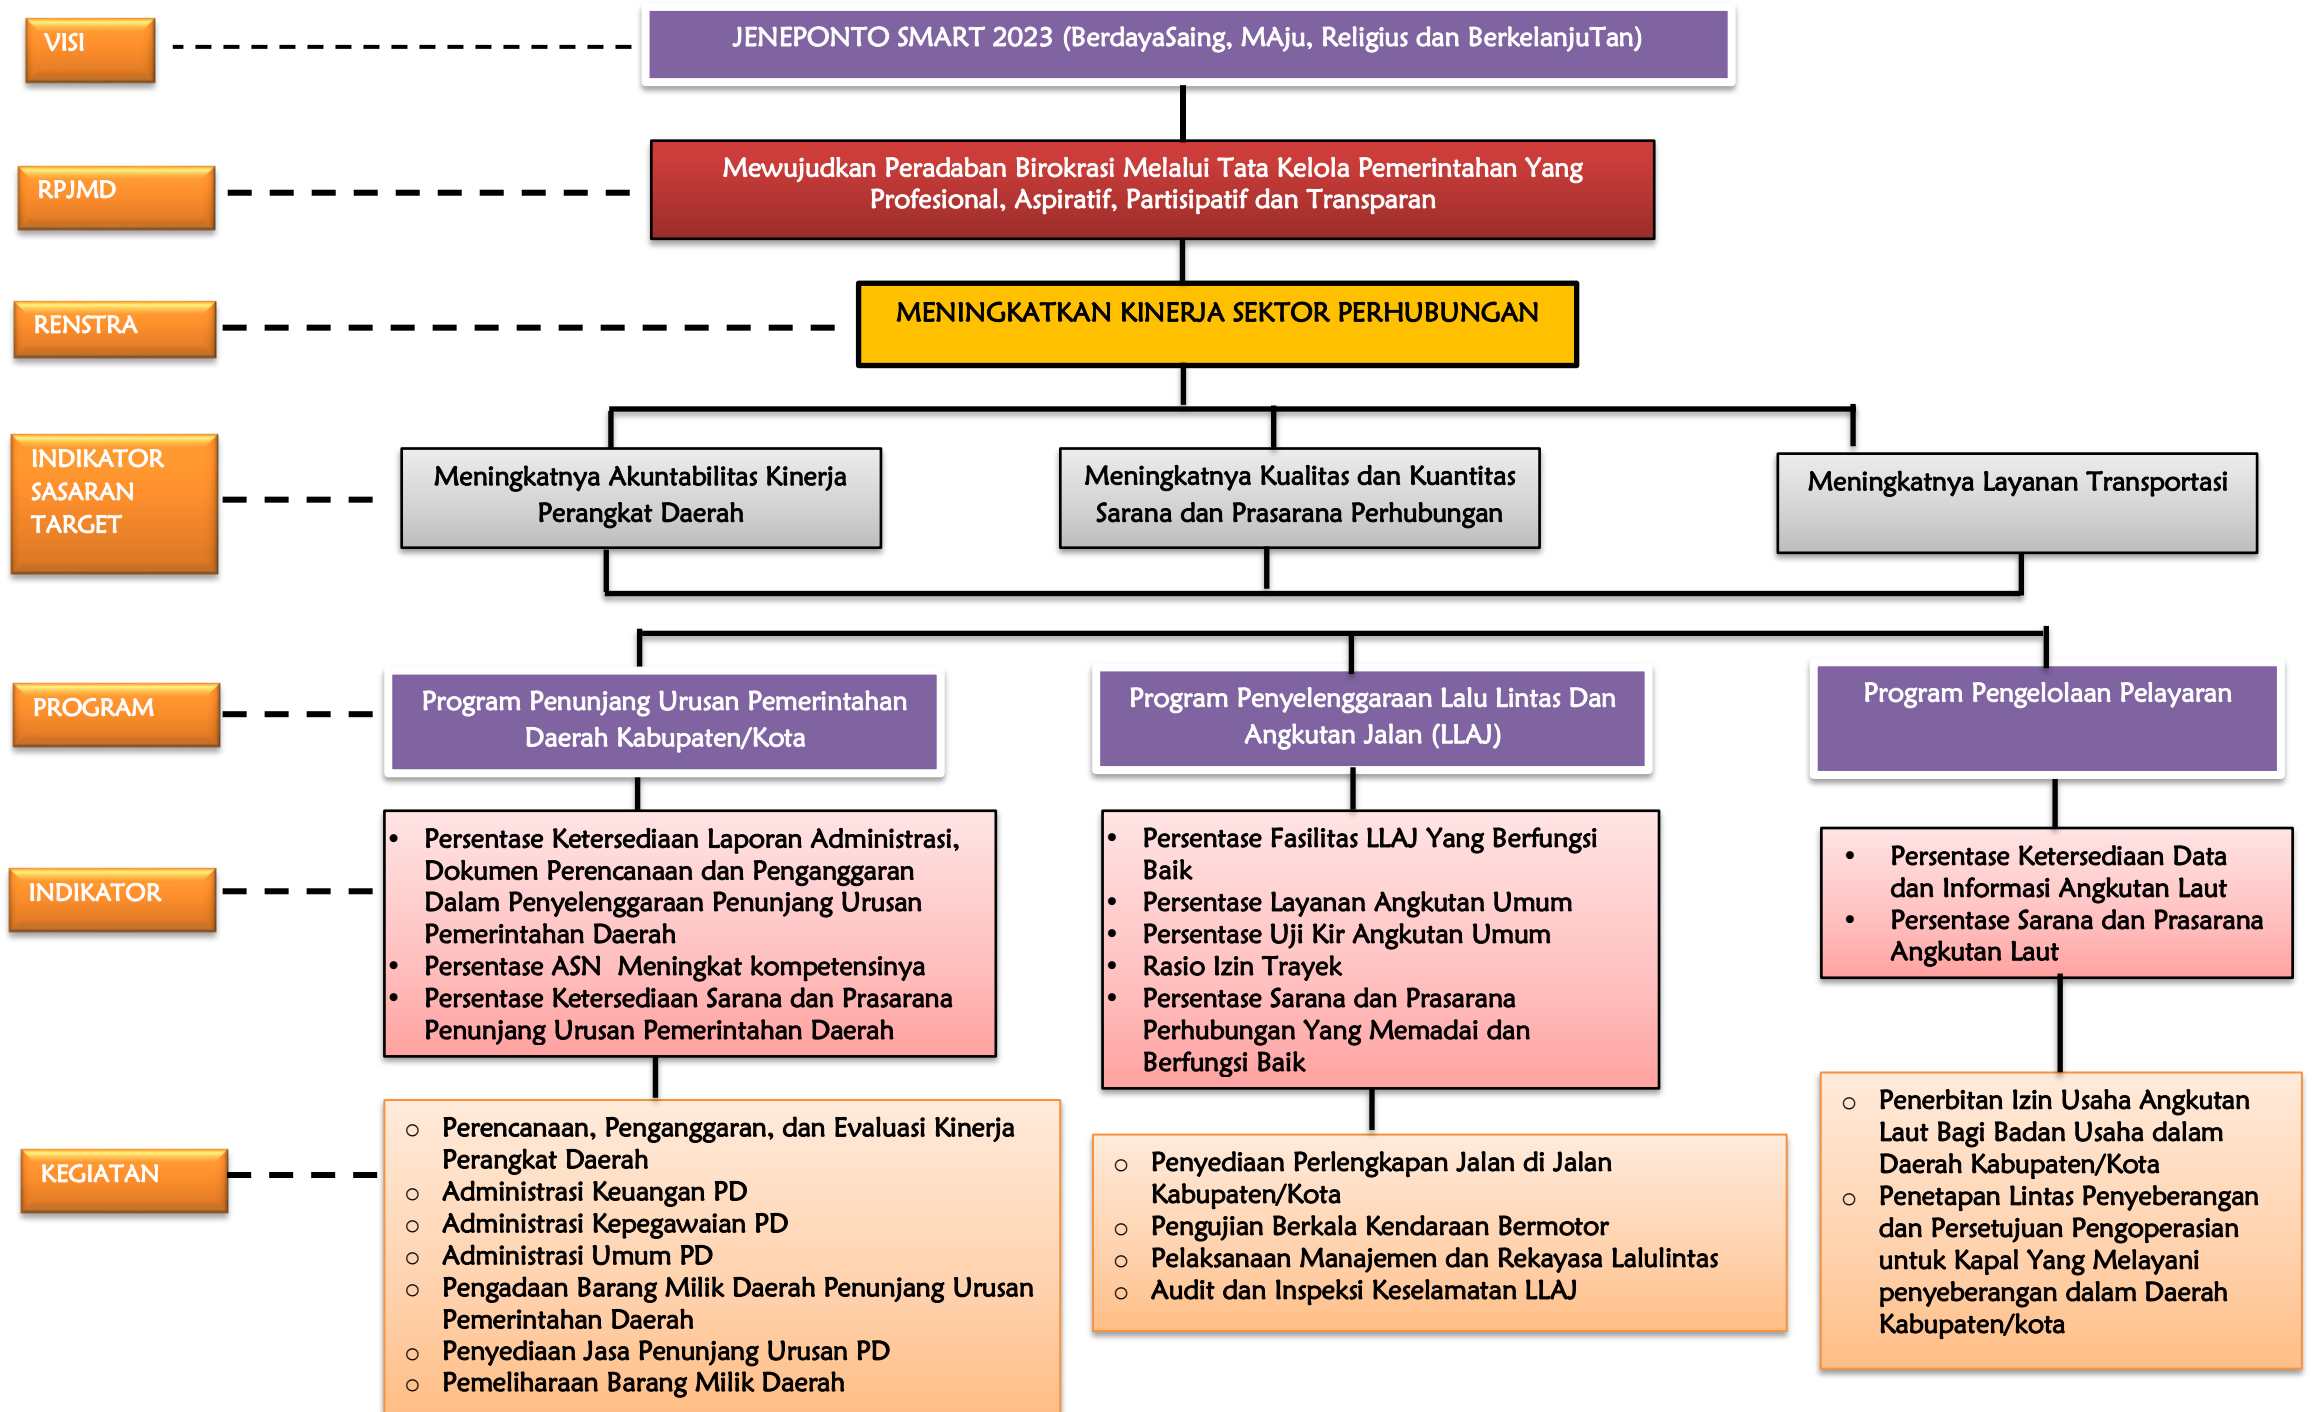 VISI
JENEPONTO SMART 2023 (BerdayaSaing, MAju, Religius dan BerkelanjuTan)
RPJMD
Mewujudkan Peradaban Birokrasi Melalui Tata Kelola Pemerintahan Yang
Profesional, Aspiratif, Partisipatif dan Transparan
RENSTRA
MENINGKATKAN KINERJA SEKTOR PERHUBUNGAN
INDIKATOR
SASARAN
TARGET
Meningkatnya Akuntabilitas Kinerja
Perangkat Daerah
Meningkatnya Kualitas dan Kuantitas
Sarana dan Prasarana Perhubungan
Meningkatnya Layanan Transportasi
PROGRAM
Program Penunjang Urusan Pemerintahan
Daerah Kabupaten/Kota
Program Penyelenggaraan Lalu Lintas Dan
Angkutan Jalan (LLAJ)
Program Pengelolaan Pelayaran
INDIKATOR
• Persentase Ketersediaan Laporan Administrasi,
Dokumen Perencanaan dan Penganggaran
Dalam Penyelenggaraan Penunjang Urusan
Pemerintahan Daerah
• Persentase ASN  Meningkat kompetensinya
• Persentase Ketersediaan Sarana dan Prasarana
Penunjang Urusan Pemerintahan Daerah
• Persentase Fasilitas LLAJ Yang Berfungsi
Baik
• Persentase Layanan Angkutan Umum
• Persentase Uji Kir Angkutan Umum
• Rasio Izin Trayek
• Persentase Sarana dan Prasarana
Perhubungan Yang Memadai dan
Berfungsi Baik
• Persentase Ketersediaan Data
dan Informasi Angkutan Laut
• Persentase Sarana dan Prasarana
Angkutan Laut
KEGIATAN
o Perencanaan, Penganggaran, dan Evaluasi Kinerja
Perangkat Daerah
o Administrasi Keuangan PD
o Administrasi Kepegawaian PD
o Administrasi Umum PD
o Pengadaan Barang Milik Daerah Penunjang Urusan
Pemerintahan Daerah
o Penyediaan Jasa Penunjang Urusan PD
o Pemeliharaan Barang Milik Daerah
o Penyediaan Perlengkapan Jalan di Jalan
Kabupaten/Kota
o Pengujian Berkala Kendaraan Bermotor
o Pelaksanaan Manajemen dan Rekayasa Lalulintas
o Audit dan Inspeksi Keselamatan LLAJ
o Penerbitan Izin Usaha Angkutan
Laut Bagi Badan Usaha dalam
Daerah Kabupaten/Kota
o Penetapan Lintas Penyeberangan
dan Persetujuan Pengoperasian
untuk Kapal Yang Melayani
penyeberangan dalam Daerah
Kabupaten/kota